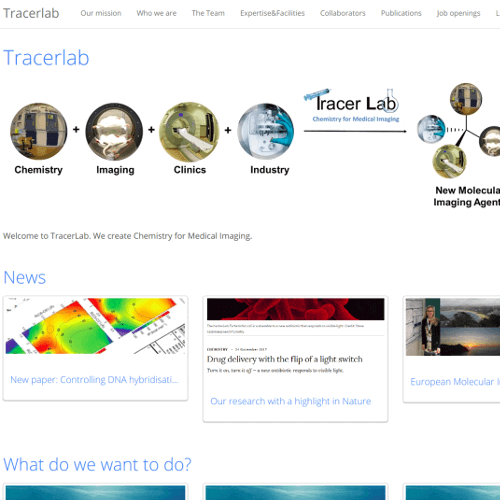 Tracerlab Our mission Who we are The Team Expertise&Facilities Collaborators Publications Job openings L
Tracerlab
Tracer Lab
Chemistry for Medical Imaging
+ + +
Chemistry Imaging Clinics Industry
New Molecula
Imaging Agent
Welcome to TracerLab. We create Chemistry for Medical Imaging.
News
CHEMISTRY • 21 November 2017
Drug delivery with the flip of a light switch
Turn it on, turn it off – a new antibiotic responds to visible light.
New paper: Controlling DNA hybridisati...
Our research with a highlight in Nature
European Molecular I
What do we want to do?